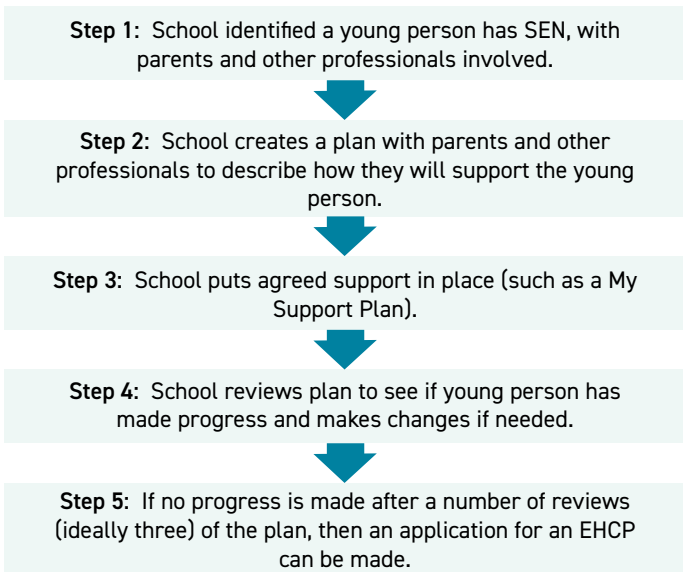 Step 1: School identified a young person has SEN, with
parents and other professionals involved.
Step 2: School creates a plan with parents and other
professionals to describe how they will support the young
person.
Step 3: School puts agreed support in place (such as a My
Support Plan).
Step 4: School reviews plan to see if young person has
made progress and makes changes if needed.
Step 5: If no progress is made after a number of reviews
(ideally three) of the plan, then an application for an EHCP
can be made.